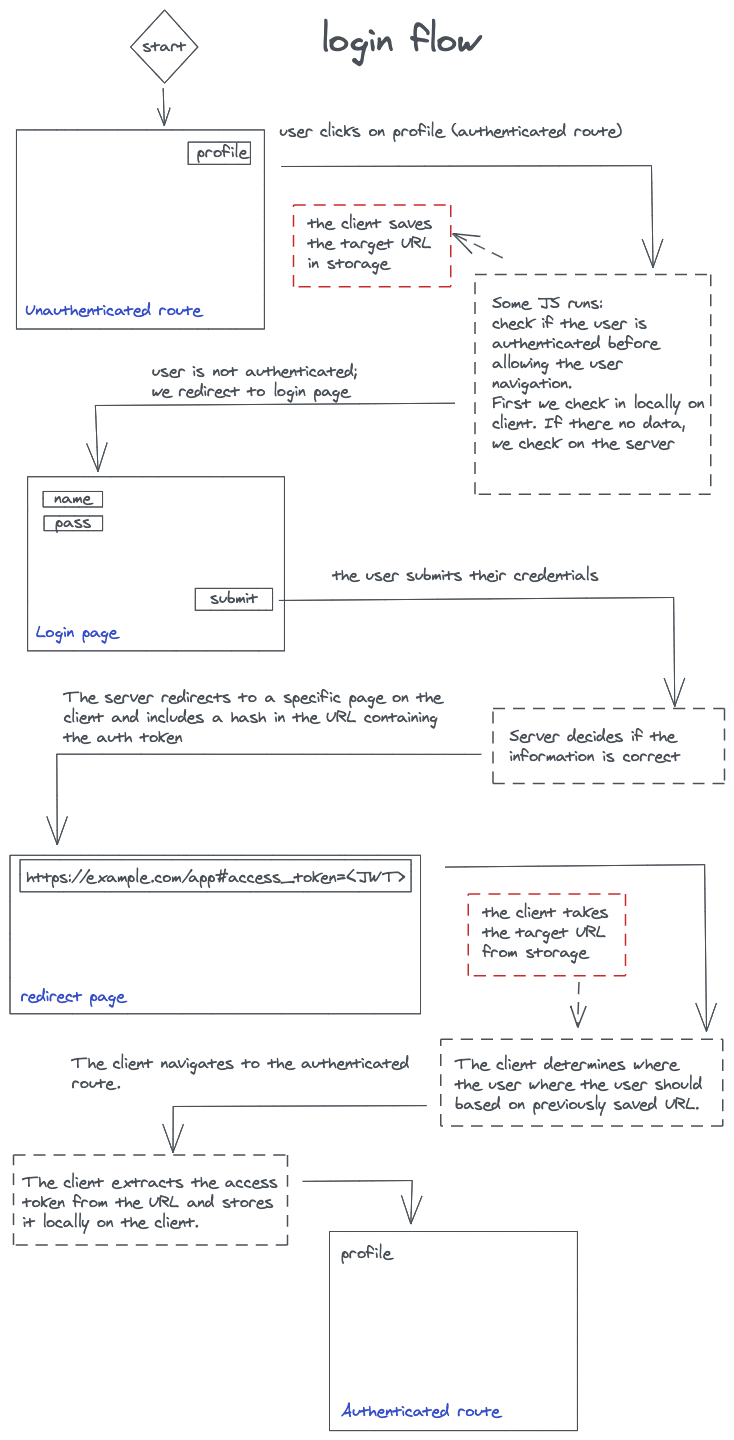 login flow
start
user clicks on profile (authenticated route)
profile
Unauthenticated route
the client saves
the target URL
in storage
Some JS runs:
check if the user is
authenticated before
allowing the user
navigation.
First we check in locally on
client. If there no data,
we check on the server
user is not authenticated;
we redirect to login page
name
pass
submit
Login page
the user submits their credentials
Server decides if the
information is correct
The server redirects to a specific page on the
client and includes a hash in the URL containing
the auth token
https://example.com/app#access_token=<JWT>
redirect page
the client takes
the target URL
from storage
The client determines where
the user where the user should
based on previously saved URL.
The client navigates to the authenticated
route.
The client extracts the access
token from the URL and stores
it locally on the client.
profile
Authenticated route